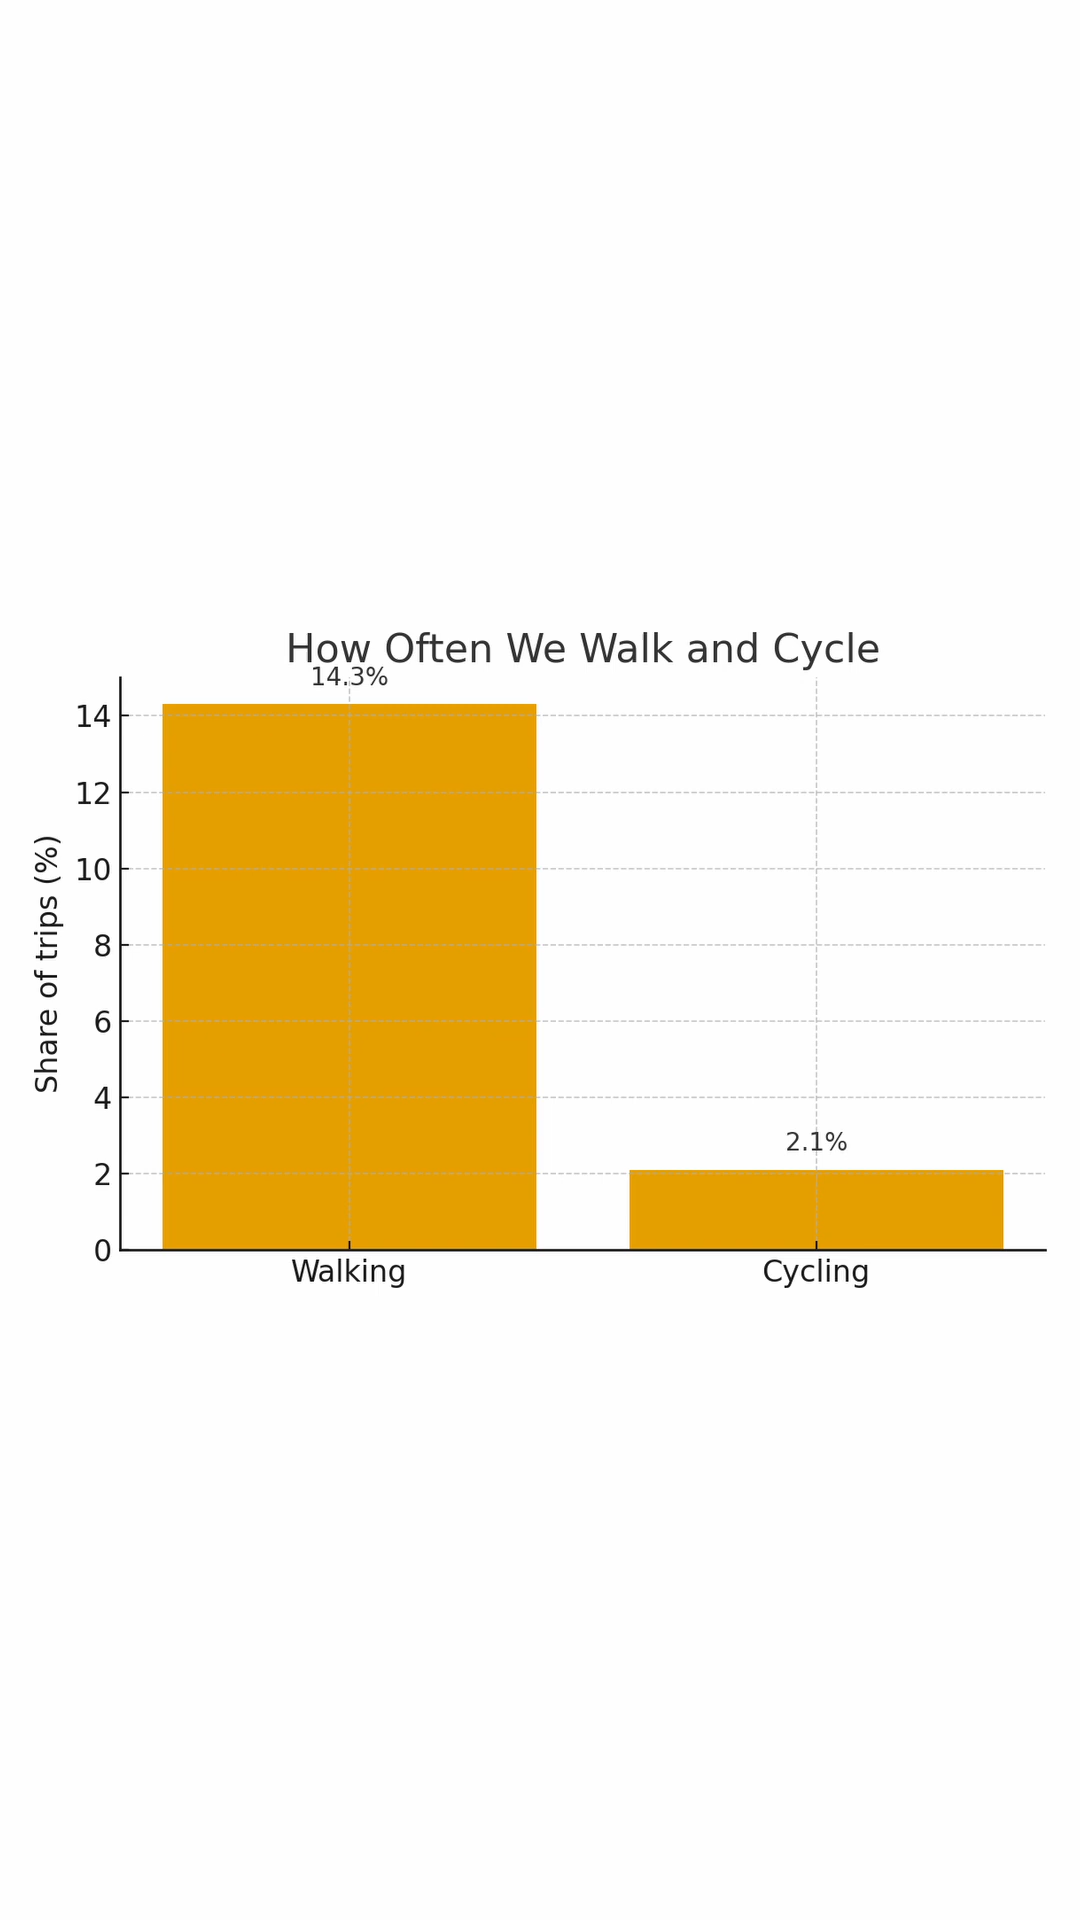 How Often We Walk and Cycle
14.3%
14
12
10
8
6
4
2
0
Share of trips (%)
2.1%
Walking
Cycling